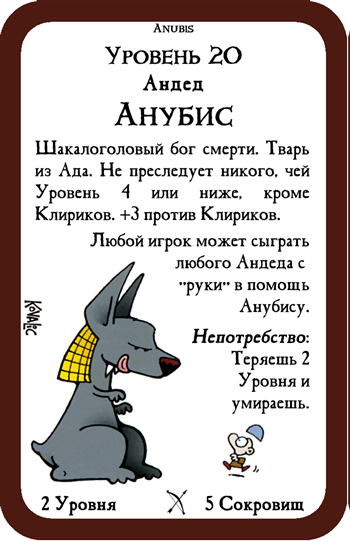 Anubis
Уровень 20
Андед
Анубис
Шакалоголовый бог смерти. Тварь
из Ада. Не преследует никого, чей
Уровень 4 или ниже, кроме
Клириков. +3 против Клириков.
Любой игрок может сыграть
любого Андеда с
"руки" в помощь
Анубису.
Непотребство:
Теряешь 2
Уровня и
умираешь.
Kovalic
2 Уровня
5 Сокровищ